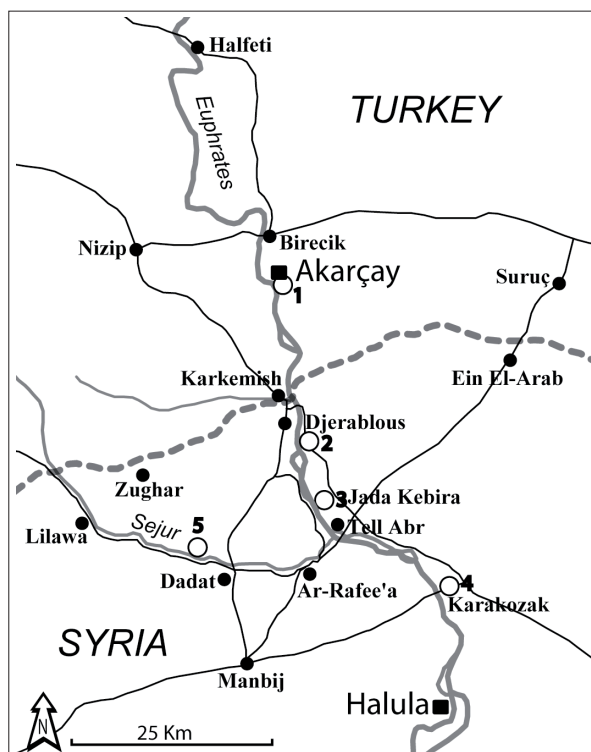 Halfeti
TURKEY
Euphrates
Birecik
Nizip
Akarçay
1
Suruç
Karkemish
Ein El-Arab
Djerablous
2
Zughar
3
Jada Kebira
Sejur
5
Tell Abr
Lilawa
Dadat
Ar-Rafee'a
4
Karakozak
SYRIA
Manbij
Halula
N
25 Km